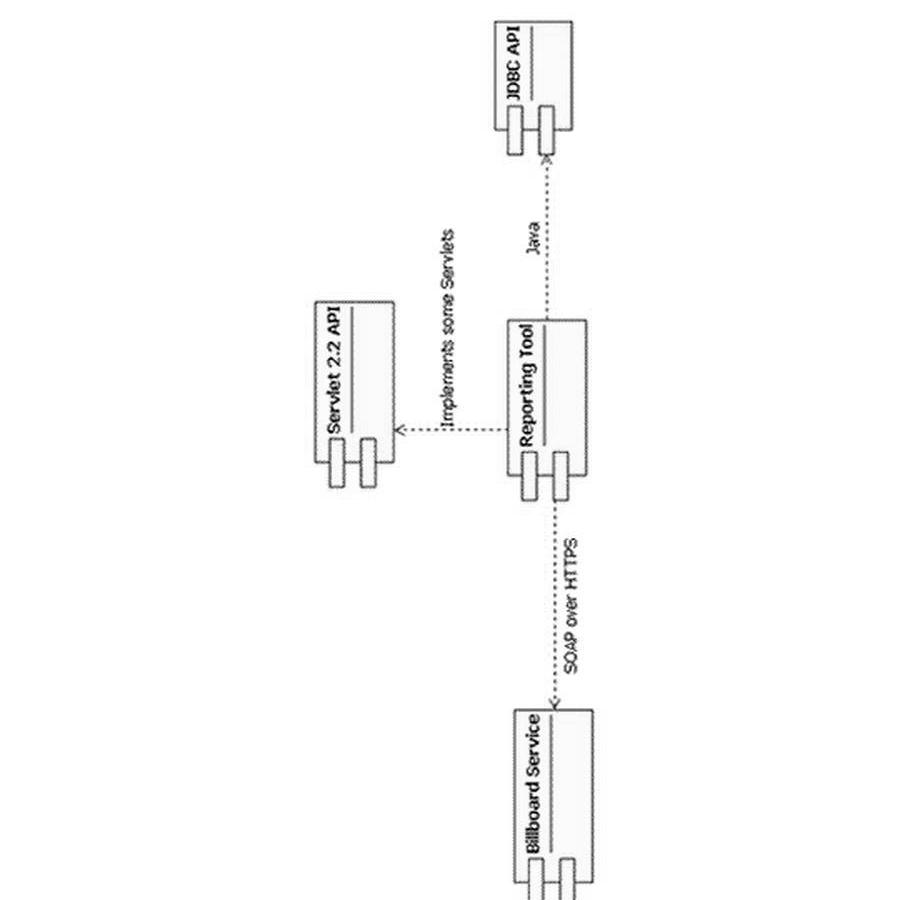 Servlet 2.2 API
Implements some Servlets
Billboard Service
SOAP over HTTPS
Reporting Tool
Java
JDBC API